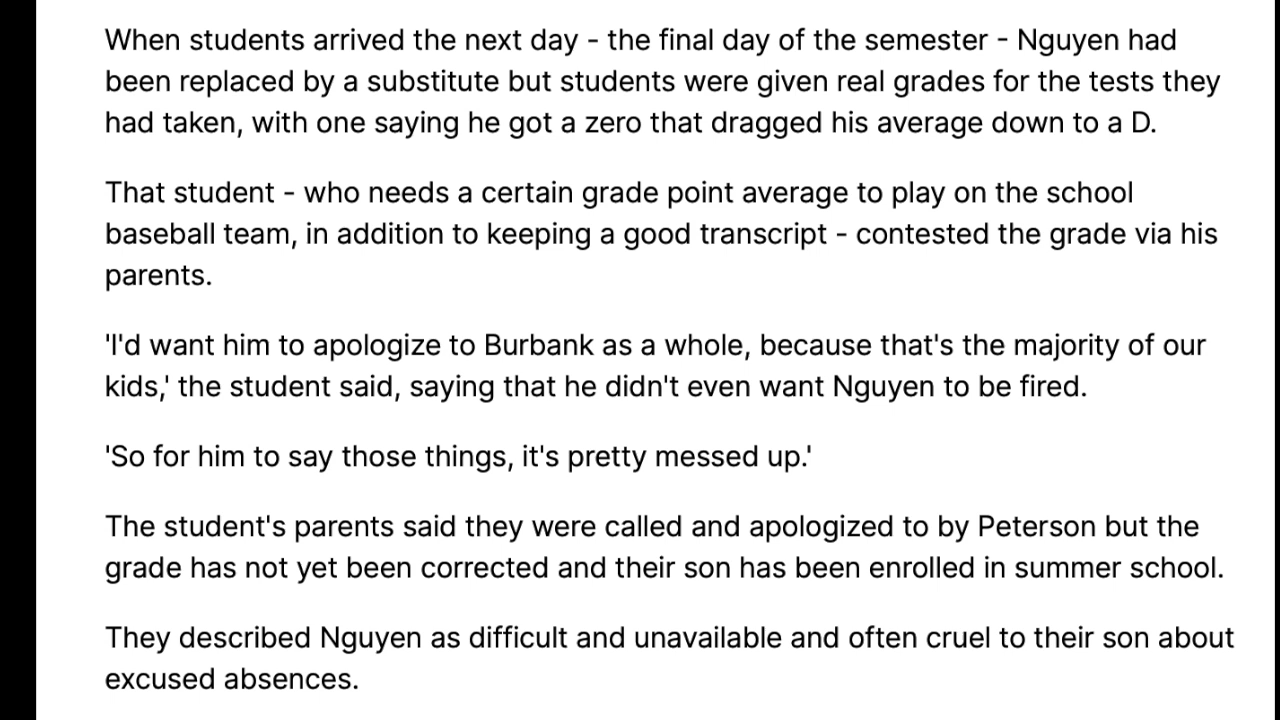 When students arrived the next day - the final day of the semester - Nguyen had
been replaced by a substitute but students were given real grades for the tests they
had taken, with one saying he got a zero that dragged his average down to a D.
That student - who needs a certain grade point average to play on the school
baseball team, in addition to keeping a good transcript - contested the grade via his
parents.
'I'd want him to apologize to Burbank as a whole, because that's the majority of our
kids,' the student said, saying that he didn't even want Nguyen to be fired.
'So for him to say those things, it's pretty messed up.'
The student's parents said they were called and apologized to by Peterson but the
grade has not yet been corrected and their son has been enrolled in summer school.
They described Nguyen as difficult and unavailable and often cruel to their son about
excused absences.